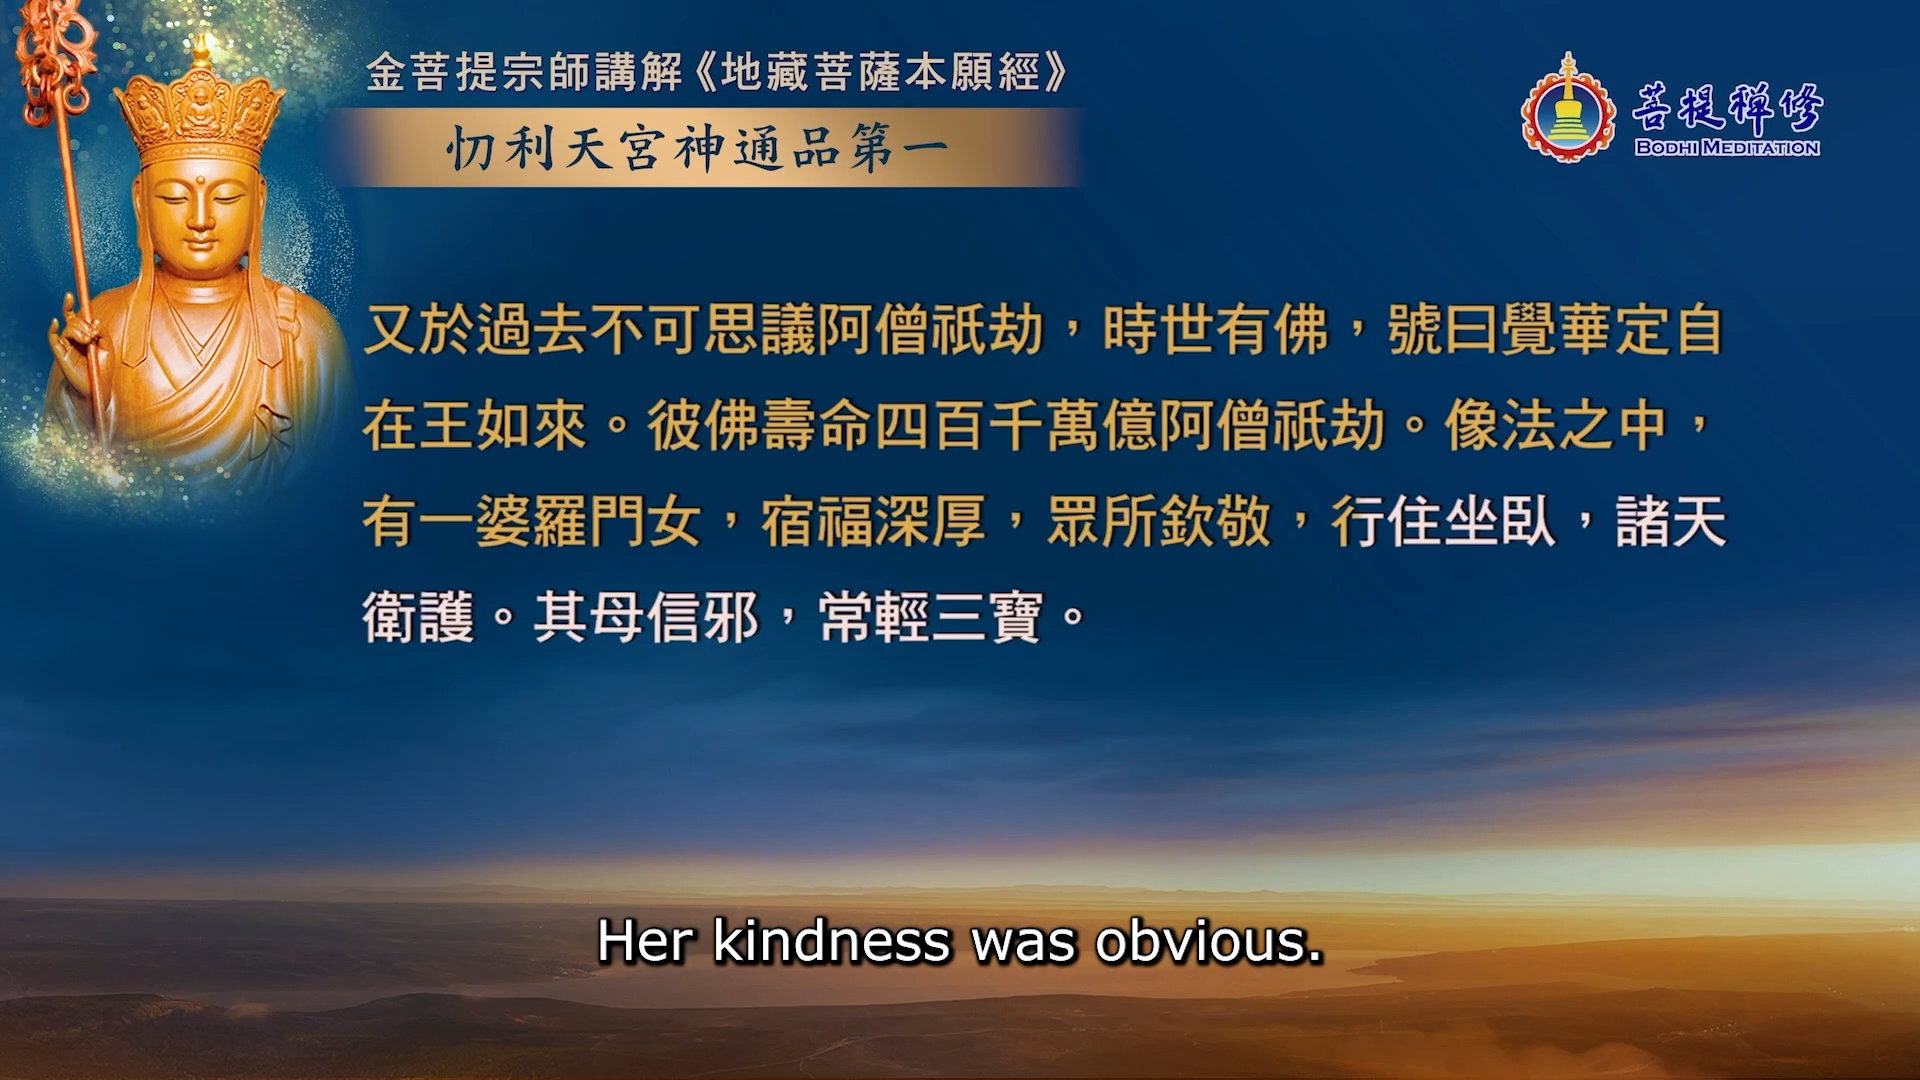 金菩提宗師講解《地藏菩薩本願經》
忉利天宮神通品第一
菩提禪修
BODHI MEDITATION
又於過去不可思議阿僧祇劫，時世有佛，號曰覺華定自
在王如來。彼佛壽命四百千萬億阿僧祇劫。像法之中，
有一婆羅門女，宿福深厚，眾所欽敬，行住坐臥，諸天
衛護。其母信邪，常輕三寶。
Her kindness was obvious.